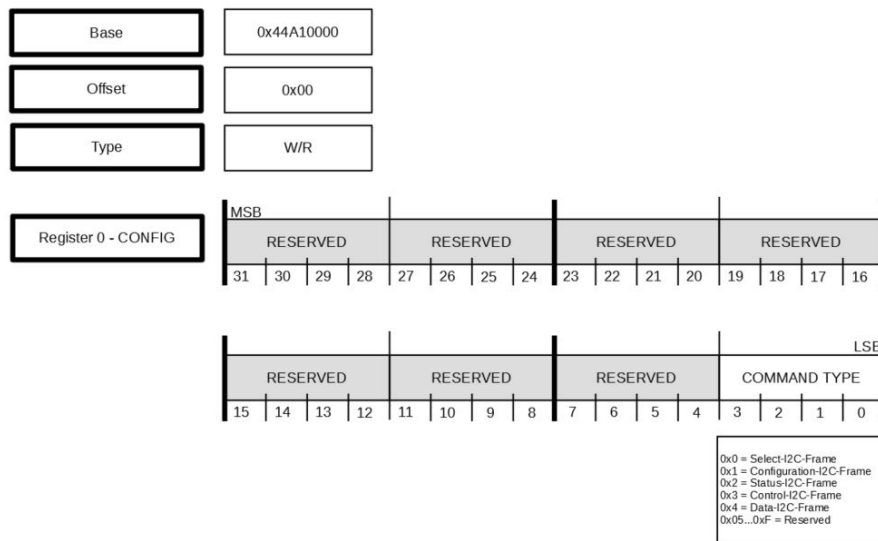 Base 0x44A10000
Offset 0x00
Type W/R
MSB
Register 0 - CONFIG RESERVED RESERVED RESERVED RESERVED
31 30 29 28 27 26 25 24 23 22 21 20 19 18 17 16
LSB
RESERVED RESERVED RESERVED COMMAND TYPE
15 14 13 12 11 10 9 8 7 6 5 4 3 2 1 0
0x0 = Select-I2C-Frame
0x1 = Configuration-I2C-Frame
0x2 = Status-I2C-Frame
0x3 = Control-I2C-Frame
0x4 = Data-I2C-Frame
0x05...0xF = Reserved